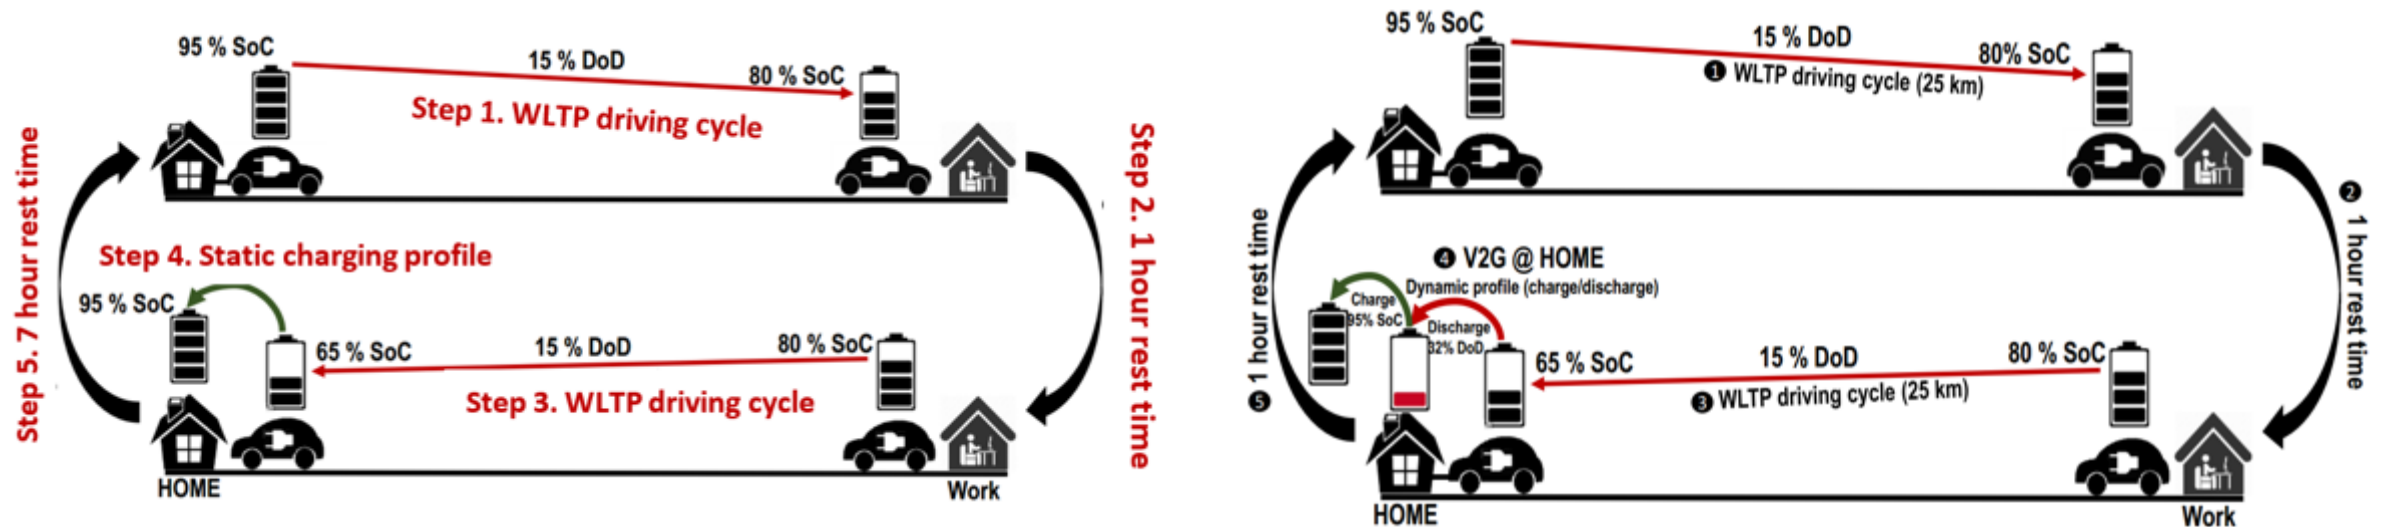 95 % SoC
15 % DoD
80 % SoC
Step 1. WLTP driving cycle
Step 2. 1 hour rest time
Step 5. 7 hour rest time
Step 4. Static charging profile
95 % SoC
65 % SoC
15 % DoD
80 % SoC
Step 3. WLTP driving cycle
HOME
Work
95 % SoC
15 % DoD
80% SoC
❶ WLTP driving cycle (25 km)
❷ 1 hour rest time
❺ 1 hour rest time
❹ V2G @ HOME
Dynamic profile (charge/discharge)
Charge
95% SoC
Discharge
32% DoD
65 % SoC
15 % DoD
80 % SoC
❸ WLTP driving cycle (25 km)
HOME
Work